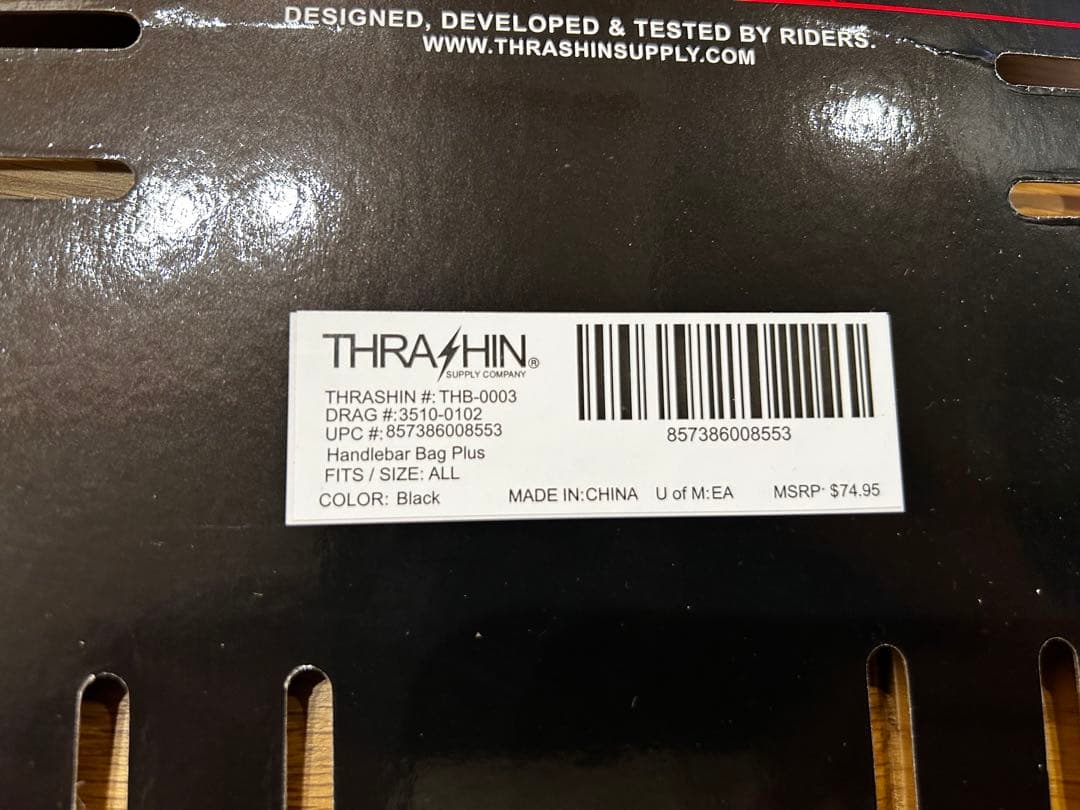 DESIGNED, DEVELOPED & TESTED BY RIDERS.
WWW.THRASHINSUPPLY.COM
THRASHIN®
SUPPLY COMPANY
THRASHIN #: THB-0003
DRAG #:3510-0102
UPC #:857386008553
Handlebar Bag Plus
FITS / SIZE: ALL
COLOR: Black
857386008553
MADE IN:CHINA U of M:EA MSRP: $74.95